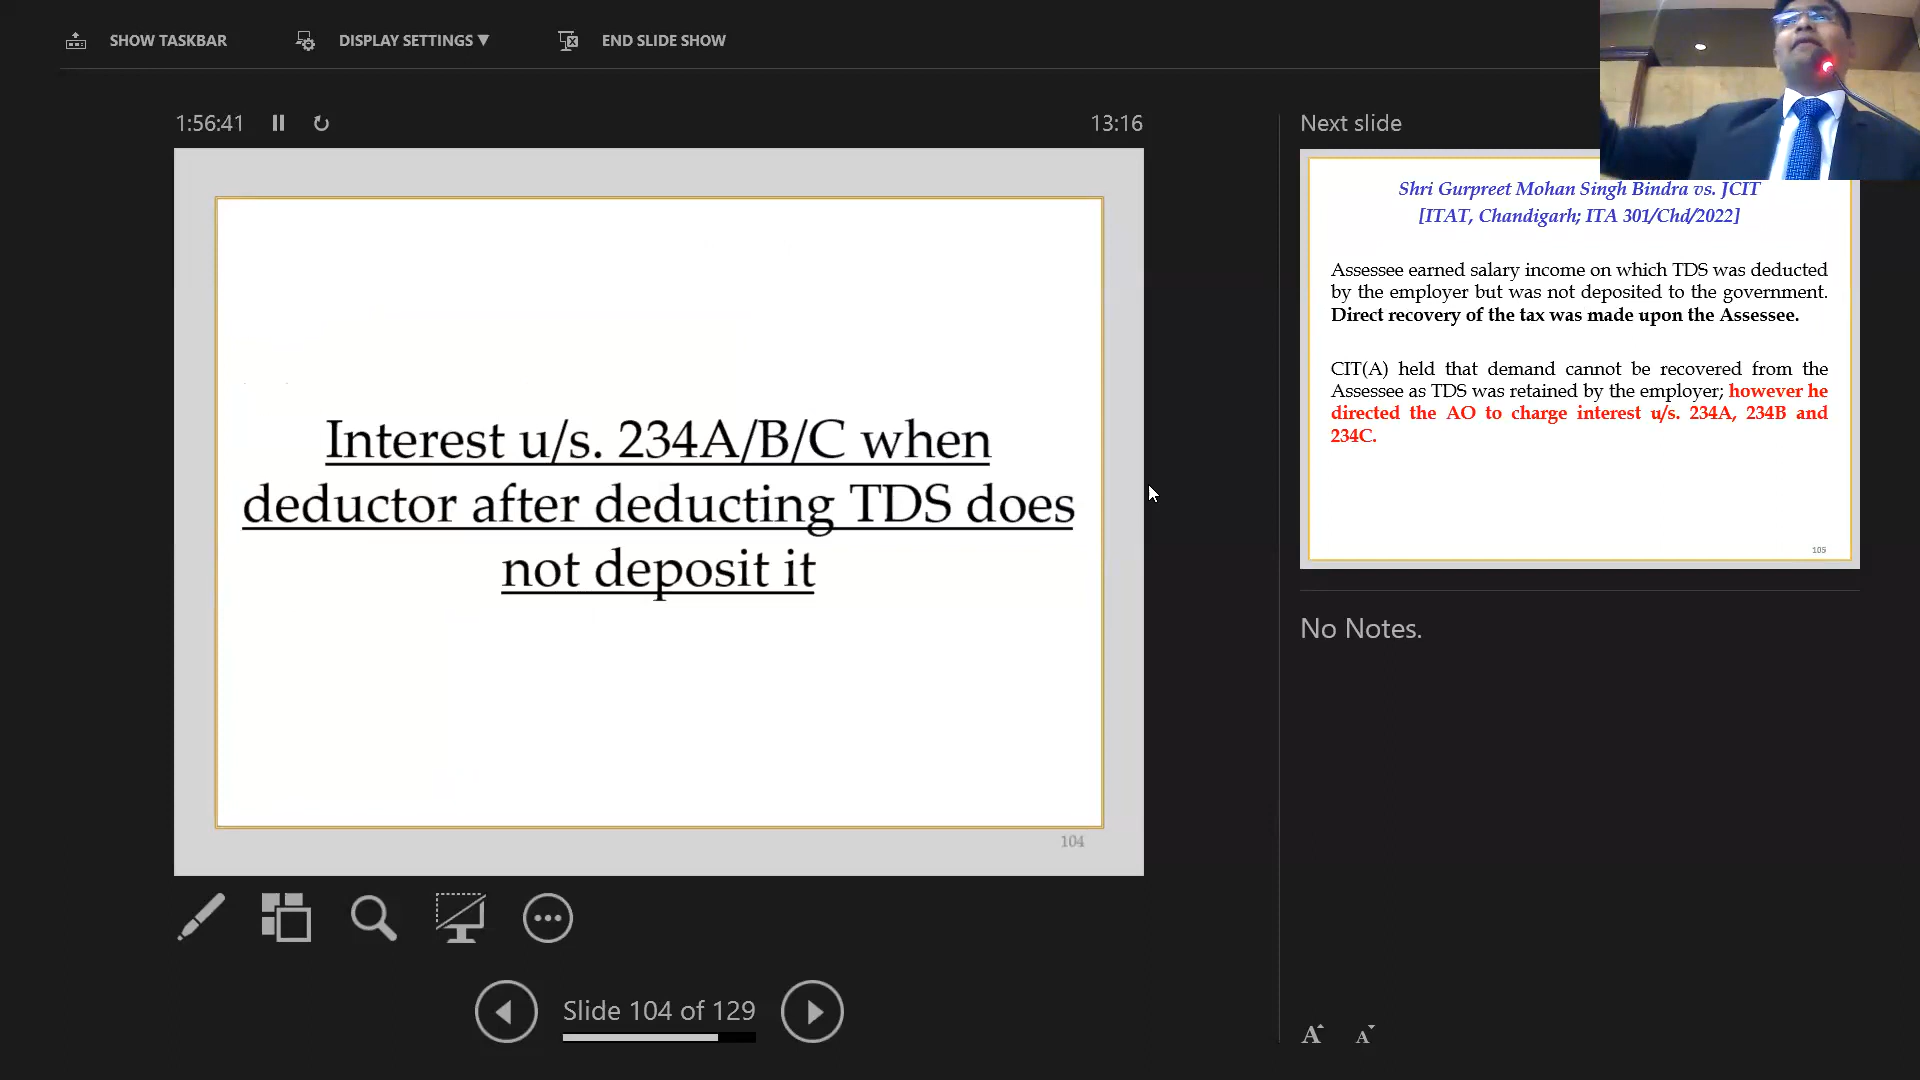 SHOW TASKBAR
DISPLAY SETTINGS ▼
END SLIDE SHOW
1:56:41
13:16
Interest u/s. 234A/B/C when
deductor after deducting TDS does
not deposit it
104
Slide 104 of 129
Next slide
Shri Gurpreet Mohan Singh Bindra vs. JCIT
[ITAT, Chandigarh; ITA 301/Chd/2022]
Assessee earned salary income on which TDS was deducted
by the employer but was not deposited to the government.
Direct recovery of the tax was made upon the Assessee.
CIT(A) held that demand cannot be recovered from the
Assessee as TDS was retained by the employer; however he
directed the AO to charge interest u/s. 234A, 234B and
234C.
105
No Notes.
A A